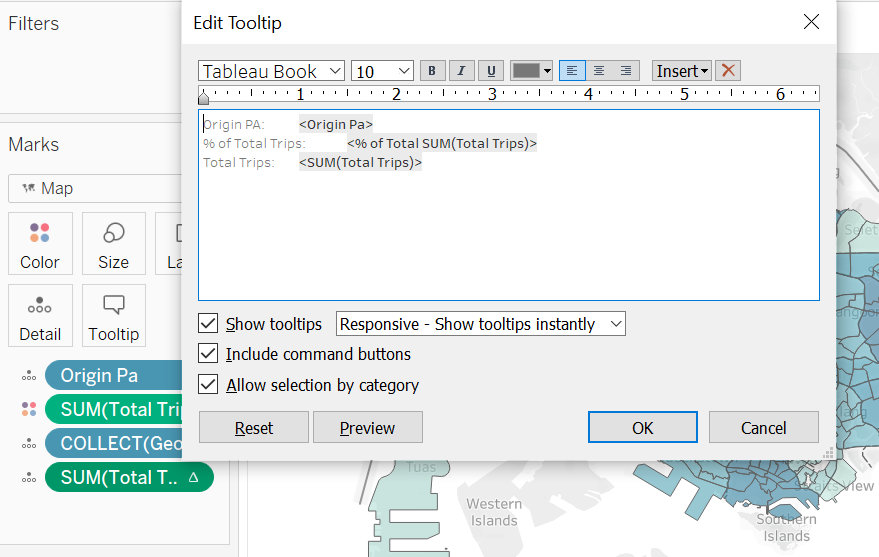 Filters
Marks
Map
Color
Size
La
Detail
Tooltip
Origin Pa
SUM(Total Trip
COLLECT(Geo
SUM(Total T.. Δ
Edit Tooltip
Tableau Book
10
B I U
Insert
1 2 3 4 5 6
Origin PA: <Origin Pa>
% of Total Trips: <% of Total SUM(Total Trips)>
Total Trips: <SUM(Total Trips)>
Show tooltips
Responsive - Show tooltips instantly
Include command buttons
Allow selection by category
Reset
Preview
OK
Cancel
Tuas
Western
Islands
Straits View
Southern
Islands